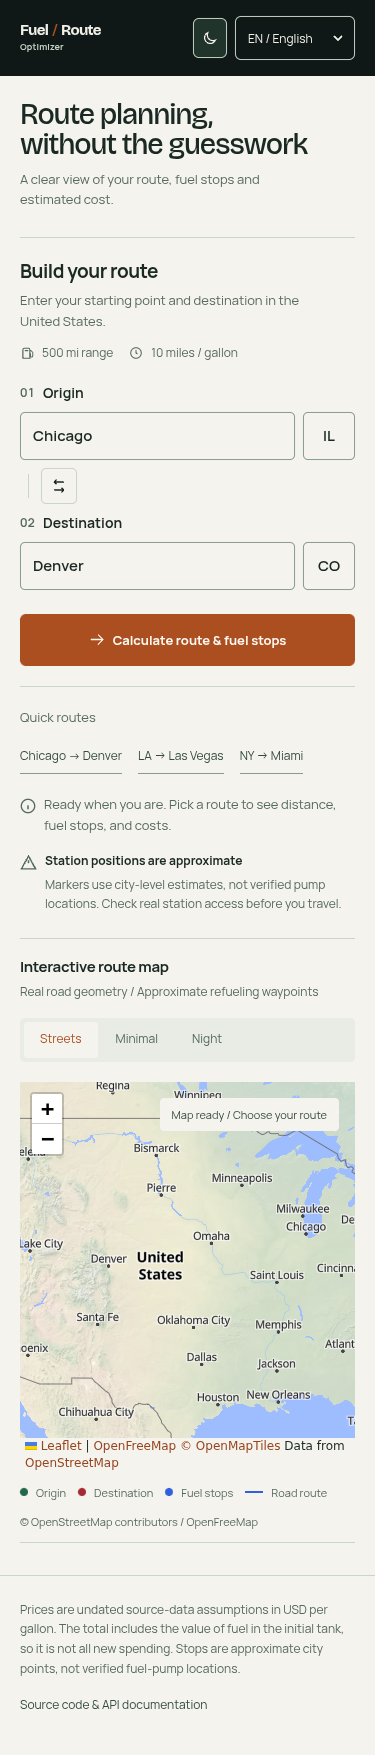 Fuel / Route
Optimizer
EN / English
Route planning,
without the guesswork
A clear view of your route, fuel stops and
estimated cost.
Build your route
Enter your starting point and destination in the
United States.
500 mi range
10 miles / gallon
01 Origin
Chicago
IL
02 Destination
Denver
CO
→ Calculate route & fuel stops
Quick routes
Chicago → Denver
LA → Las Vegas
NY → Miami
Ready when you are. Pick a route to see distance,
fuel stops, and costs.
Station positions are approximate
Markers use city-level estimates, not verified pump
locations. Check real station access before you travel.
Interactive route map
Real road geometry / Approximate refueling waypoints
Streets
Minimal
Night
Regina
Winnipeg
+
−
Map ready / Choose your route
Bismarck
Pierre
Minneapolis
Milwaukee
Chicago
De
Omaha
Lake City
Denver
United
States
Saint Louis
Cincinna
Santa Fe
Oklahoma City
Memphis
oenix
Dallas
Jackson
Atlant
Houston
New Orleans
Chihuahua City
Leaflet | OpenFreeMap © OpenMapTiles Data from
OpenStreetMap
Origin
Destination
Fuel stops
Road route
© OpenStreetMap contributors / OpenFreeMap
Prices are undated source-data assumptions in USD per
gallon. The total includes the value of fuel in the initial tank,
so it is not all new spending. Stops are approximate city
points, not verified fuel-pump locations.
Source code & API documentation